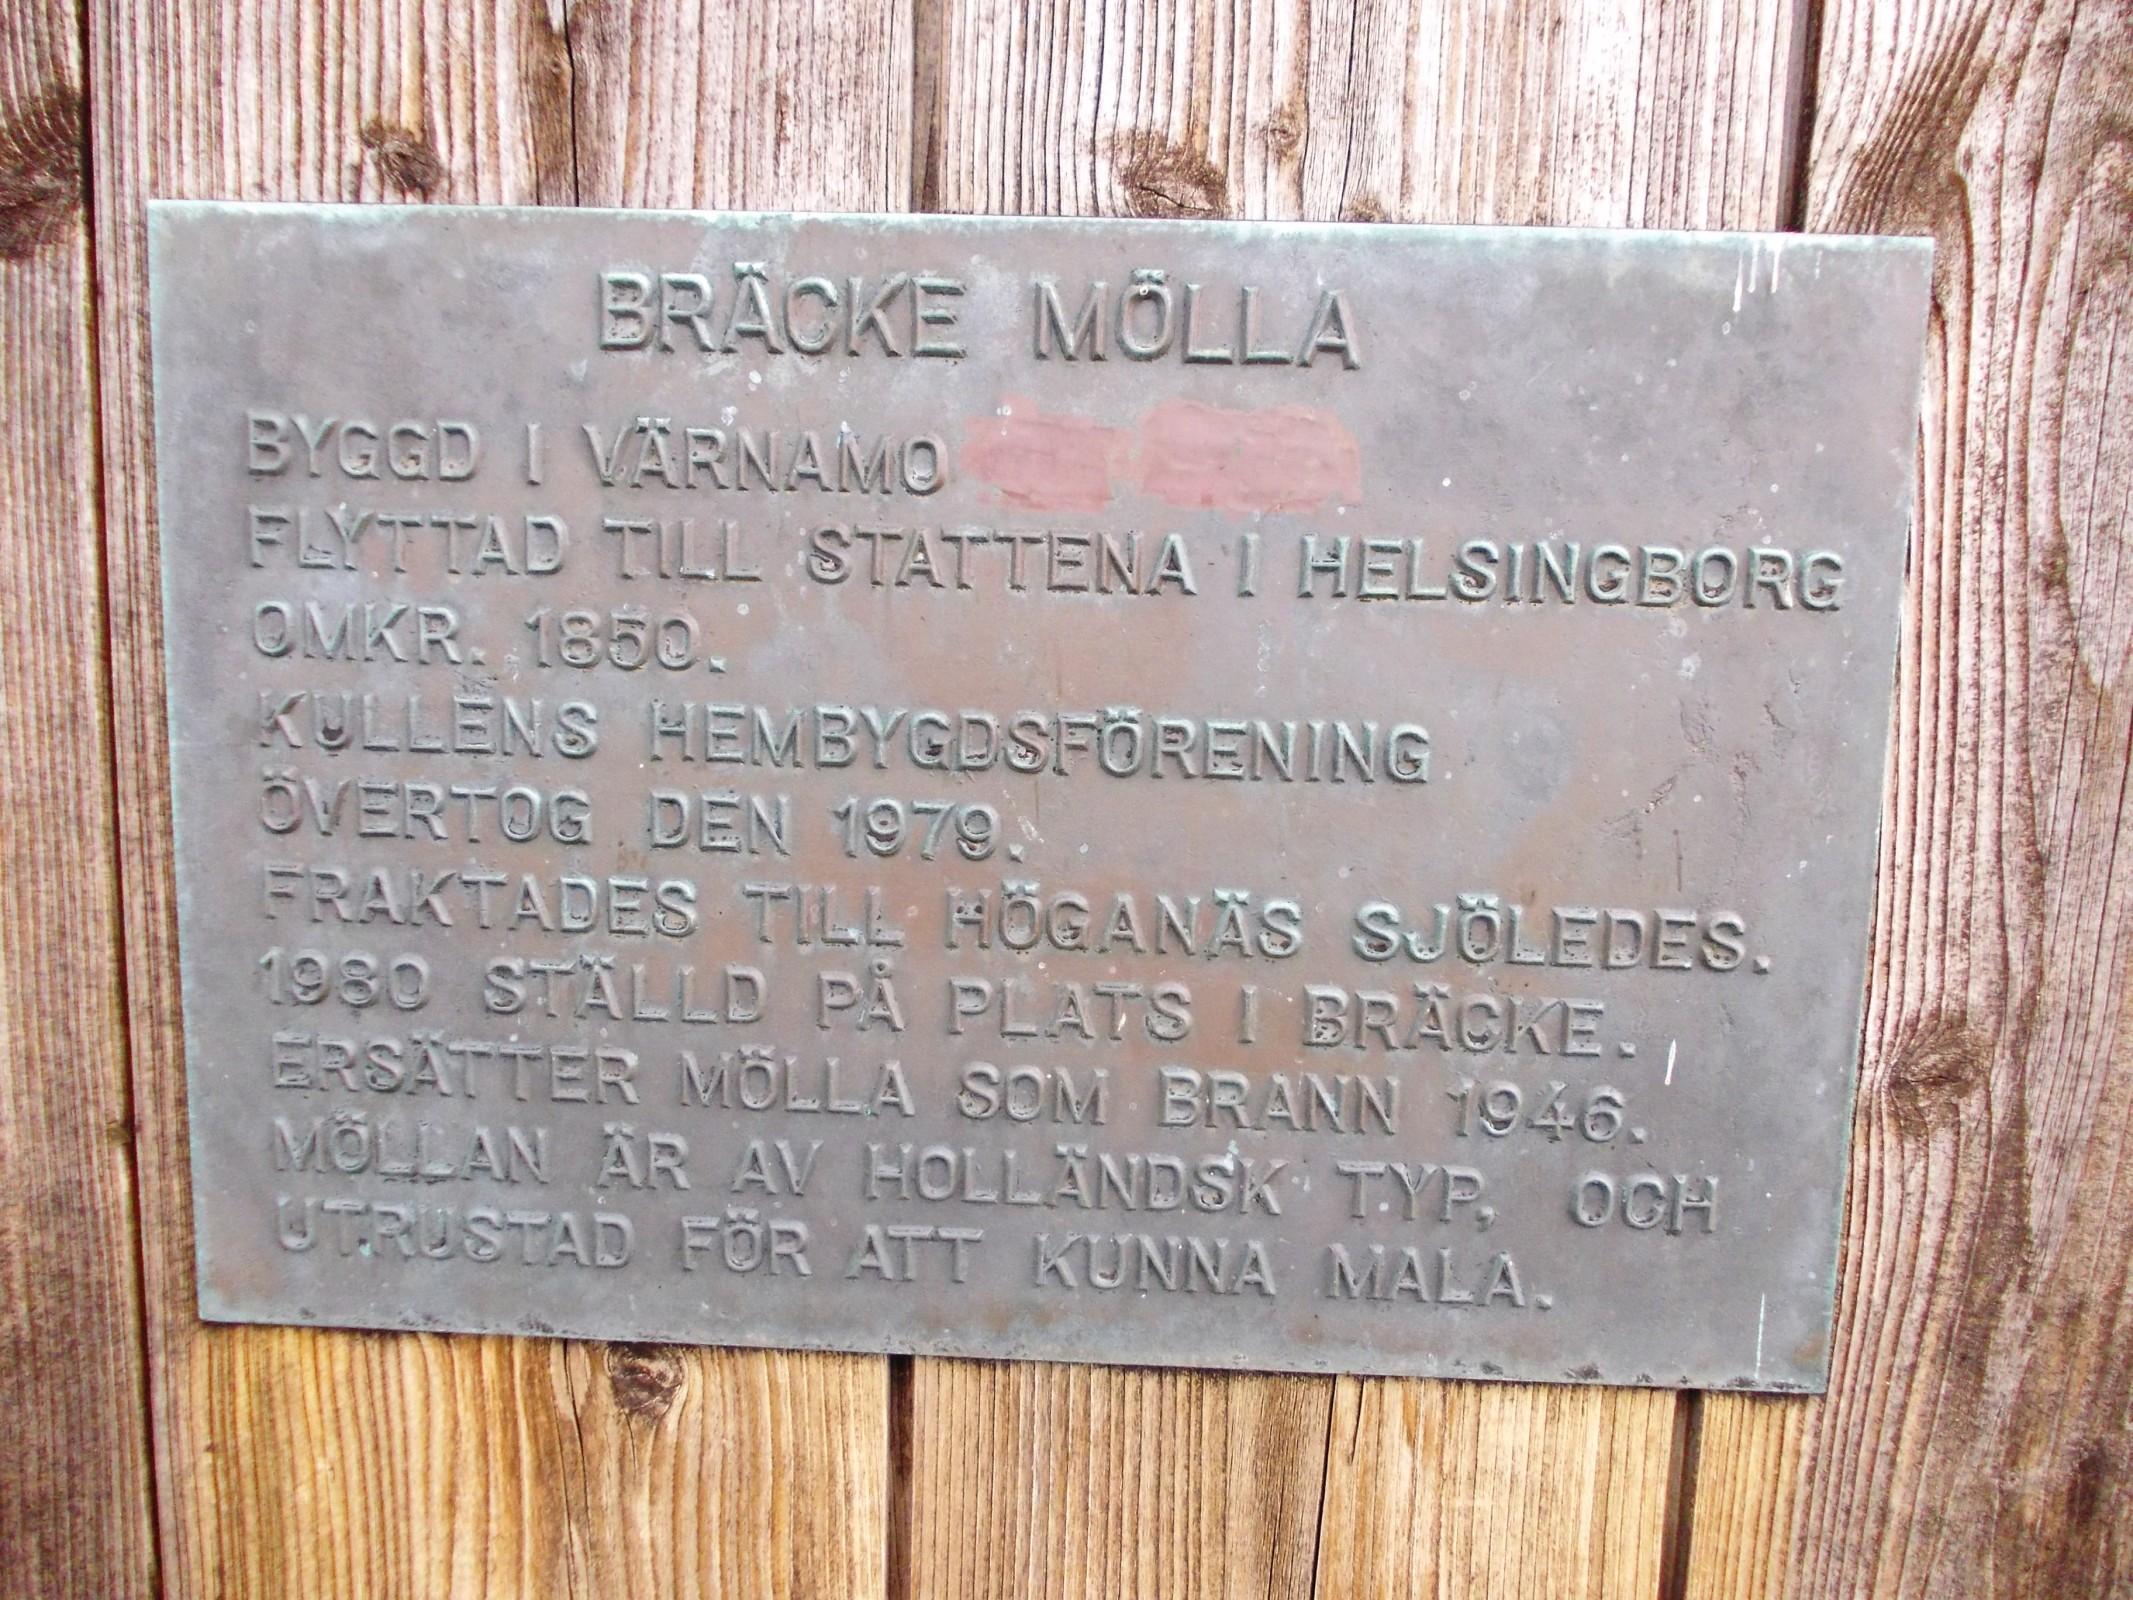 BRÄCKE MÖLLA
BYGGD I VÄRNAMO
FLYTTAD TILL STATTENA I HELSINGBORG
OMKR. 1850.
KULLENS HEMBYGDSFÖRENING
ÖVERTOG DEN 1979.
FRAKTADES TILL HÖGANÄS SJÖLEDES.
1980 STÄLLD PÅ PLATS I BRÄCKE.
ERSÄTTER MÖLLA SOM BRANN 1946.
MÖLLAN ÄR AV HOLLÄNDSK TYP, OCH
UTRUSTAD FÖR ATT KUNNA MALA.